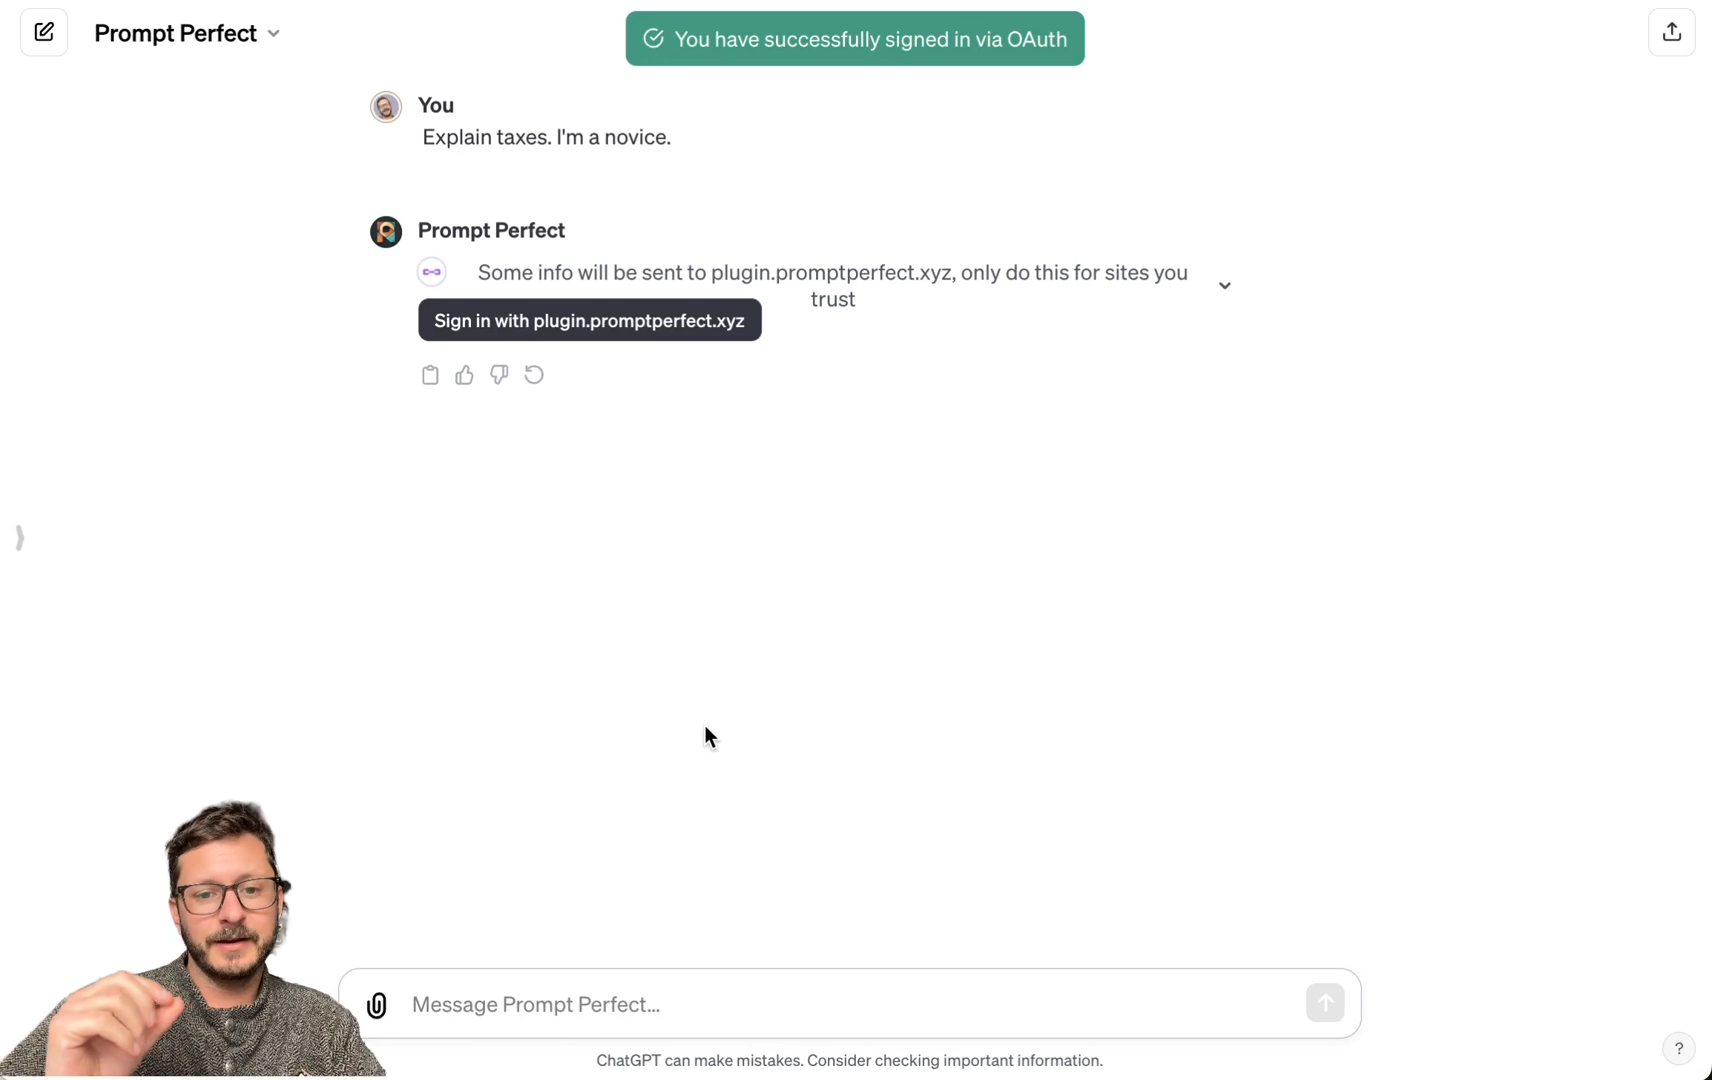 Prompt Perfect
You have successfully signed in via OAuth
You
Explain taxes. I'm a novice.
Prompt Perfect
Some info will be sent to plugin.promptperfect.xyz, only do this for sites you
trust
Sign in with plugin.promptperfect.xyz
Message Prompt Perfect...
ChatGPT can make mistakes. Consider checking important information.
?